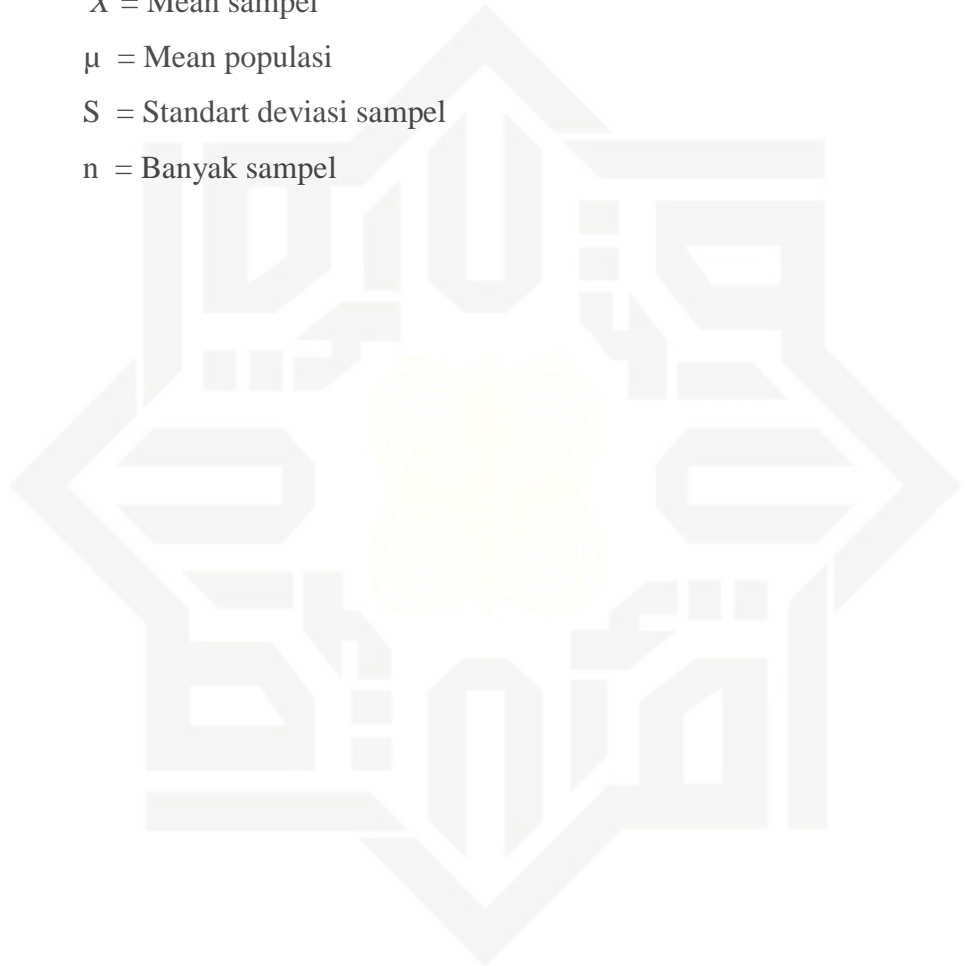 X = Mean sampel
μ = Mean populasi
S = Standart deviasi sampel
n = Banyak sampel